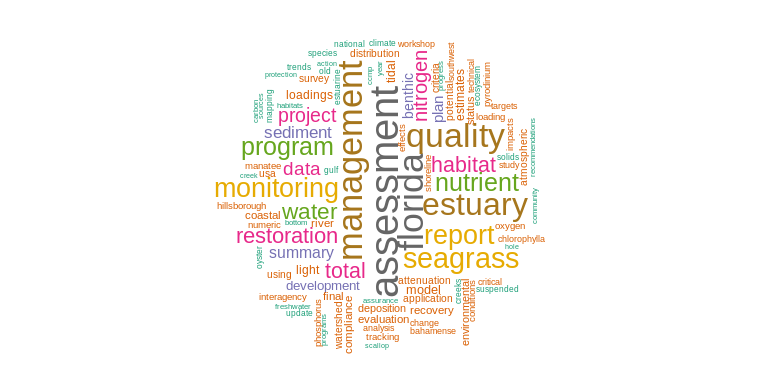 national
climate
workshop
species
distribution
trends
action
old
protection
survey
estuarine
management
ccmp
year
tidal
benthic
criteria
nitrogen
progress
plan
potential
southwest
estimates
status
technical
ecosystem
pyrodinium
targets
loadings
habitats
carbon
sources
mapping
project
sediment
program
assessment
effects
quality
loading
impacts
solids
study
atmospheric
recommendations
manatee
creek
usa
data
gulf
florida
shoreline
habitat
nutrient
monitoring
hillsborough
coastal
water
estuary
community
numeric
bottom
river
restoration
report
oxygen
chlorophylla
hole
oyster
summary
seagrass
using
light
total
development
attenuation
model
creeks
critical
suspended
interagency
final
assurance
application
environmental
conditions
freshwater
update
phosphorus
programs
watershed
compliance
deposition
recovery
evaluation
analysis
change
bahamense
tracking
scallop